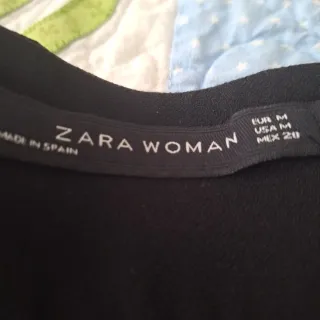 MADE IN SPAIN
ZARA WOMAN
EUR M
USA M
MEX 28